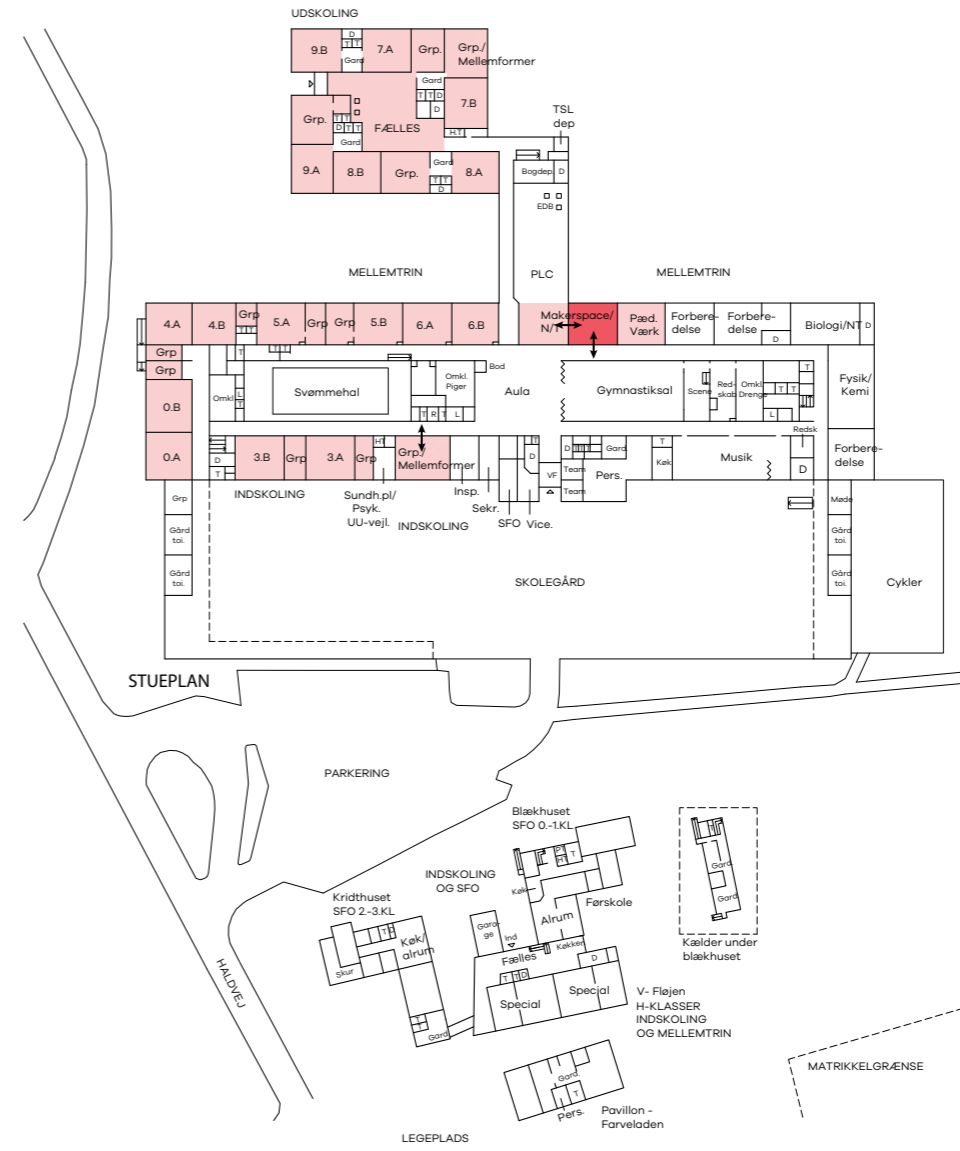 UDSKOLING
9.B
D
T T
Gard
7.A
Grp.
Grp./
Mellemformer
Gard
T T D
D
7.B
Grp.
T T
D T T
Gard
FÆLLES
H.T
TSL
dep
9.A
8.B
Grp.
Gard
T T
D
8.A
Bogdep.
D
EDB
PLC
MELLEMTRIN
MELLEMTRIN
4.A
4.B
Grp
T T
5.A
Grp
Grp
5.B
6.A
6.B
Makerspace/
N/T
Pæd.
Værk
Forbere-
delse
Forbere-
delse
D
Biologi/NT
D
Grp
Grp
T
T T
Omkl.
L
T
Svømmehal
Omkl.
Piger
T R T L
Bod
Aula
Gymnastiksal
Scene
Red-
skab
Omkl.
Drenge
T
T T
L
Fysik/
Kemi
0.B
0.A
D
T
3.B
Grp
3.A
Grp
HT
Grp./
Mellemformer
T
D
VF
D
T
Team
Team
Gard.
Pers.
T
Køk
Musik
Redsk
D
Forbere-
delse
INDSKOLING
Sundh.pl/
Psyk.
UU-vejl.
INDSKOLING
Insp.
Sekr.
SFO
Vice.
Grp
Gård
toi.
Gård
toi.
Møde
Gård
toi.
Gård
toi.
SKOLEGÅRD
Cykler
STUEPLAN
PARKERING
HALDVEJ
Blækhuset
SFO 0.-1.KL
PT
HT
T
INDSKOLING
OG SFO
Køk
Førskole
Alrum
Kridthuset
SFO 2.-3.KL
T D
Køk/
alrum
Skur
T
T
Gard
Gara-
ge
Ind
Fælles
Køkken
T T D
D
Special
Special
T
Gard
Gard
Kælder under
blækhuset
V- Fløjen
H-KLASSER
INDSKOLING
OG MELLEMTRIN
MATRIKKELGRÆNSE
Gard.
T
Pers.
Pavillon -
Farveladen
LEGEPLADS